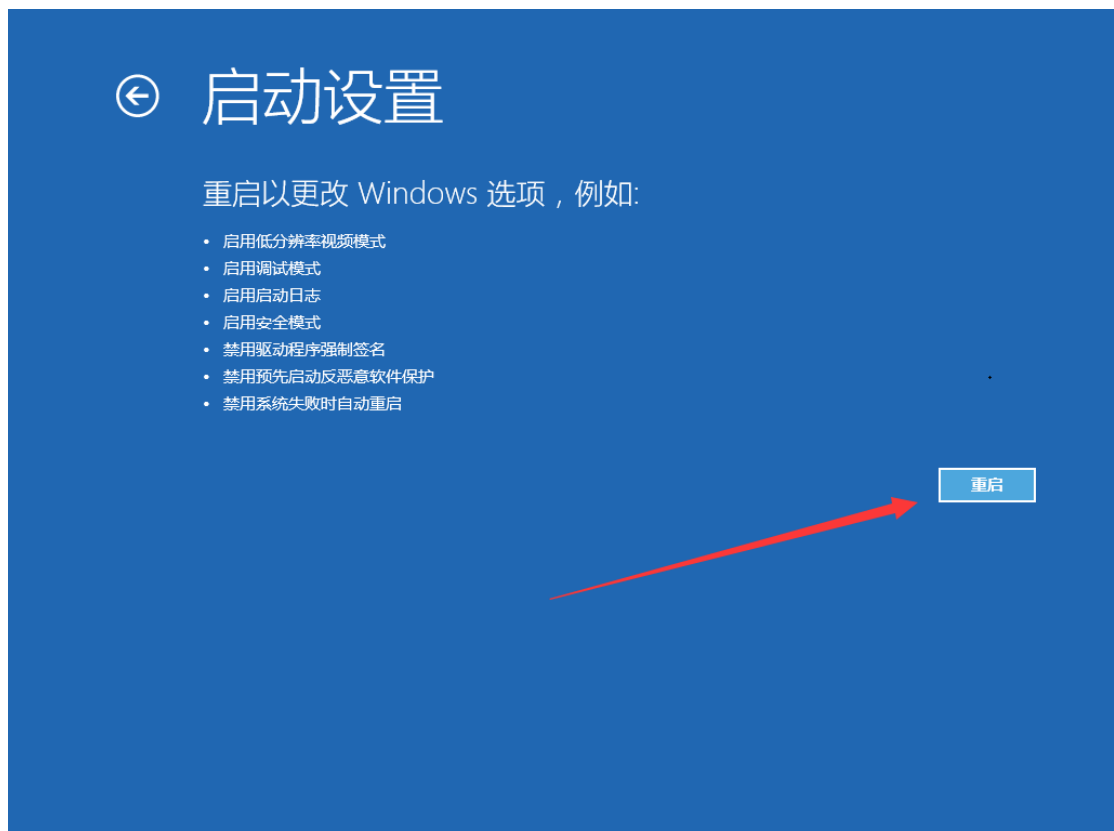 启动设置
重启以更改 Windows 选项，例如:
• 启用低分辨率视频模式
• 启用调试模式
• 启用启动日志
• 启用安全模式
• 禁用驱动程序强制签名
• 禁用预先启动反恶意软件保护
• 禁用系统失败时自动重启
重启